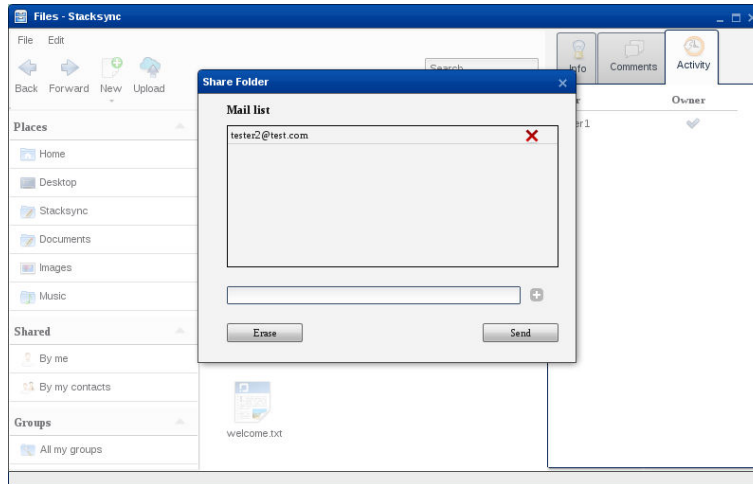 Files - Stacksync
File Edit
Back Forward New Upload
Search
Info Comments Activity
Owner
Places
Home
Desktop
Stacksync
Documents
Images
Music
Shared
By me
By my contacts
Groups
All my groups
Share Folder
Mail list
tester2@test.com
Erase Send
welcome.txt